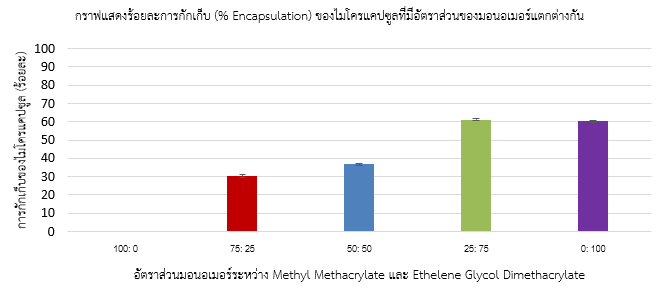 กราฟแสดงร้อยละการกักเก็บ (% Encapsulation) ของไมโครแคปซูลที่มีอัตราส่วนของมอนอเมอร์แตกต่างกัน
การกักเก็บของไมโครแคปซูล (ร้อยละ)
100
90
80
70
60
50
40
30
20
10
0
100: 0 75: 25 50: 50 25: 75 0: 100
อัตราส่วนมอนอเมอร์ระหว่าง Methyl Methacrylate และ Ethelene Glycol Dimethacrylate